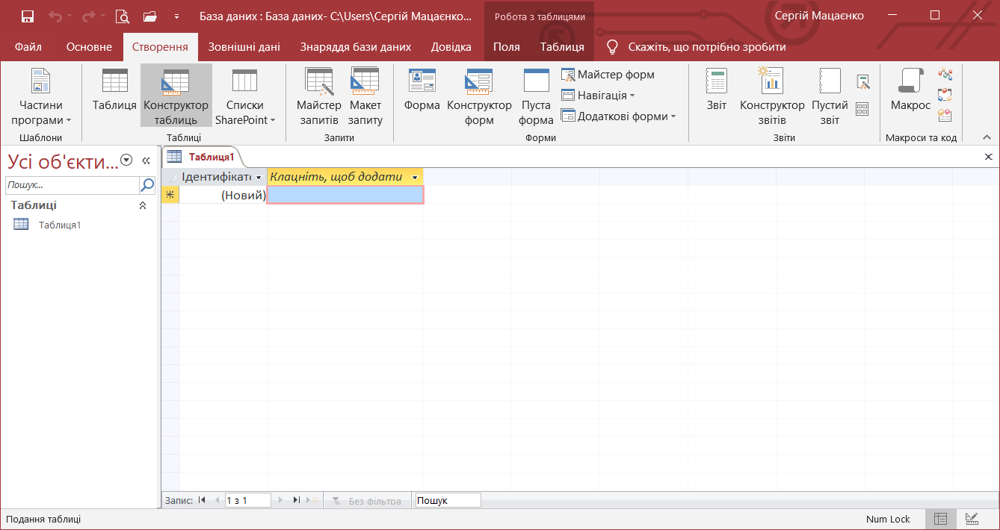 База даних : База даних- C:\Users\Сергій Мацаєнко...
Робота з таблицями
Сергій Мацаєнко
Файл
Основне
Створення
Зовнішні дані
Знаряддя бази даних
Довідка
Поля
Таблиця
Скажіть, що потрібно зробити
Частини
програми
Шаблони
Таблиця
Конструктор
таблиць
Списки
SharePoint
Таблиці
Майстер
запитів
Макет
запиту
Запити
Форма
Конструктор
форм
Пуста
форма
Майстер форм
Навігація
Додаткові форми
Форми
Звіт
Конструктор
звітів
Пустий
звіт
Звіти
Макрос
Макроси та код
Усі об'єкти...
Пошук...
Таблиці
Таблиця1
Таблиця1
Ідентифікато
Клацніть, щоб додати
(Новий)
Запис:
1 з 1
Без фільтра
Пошук
Подання таблиці
Num Lock